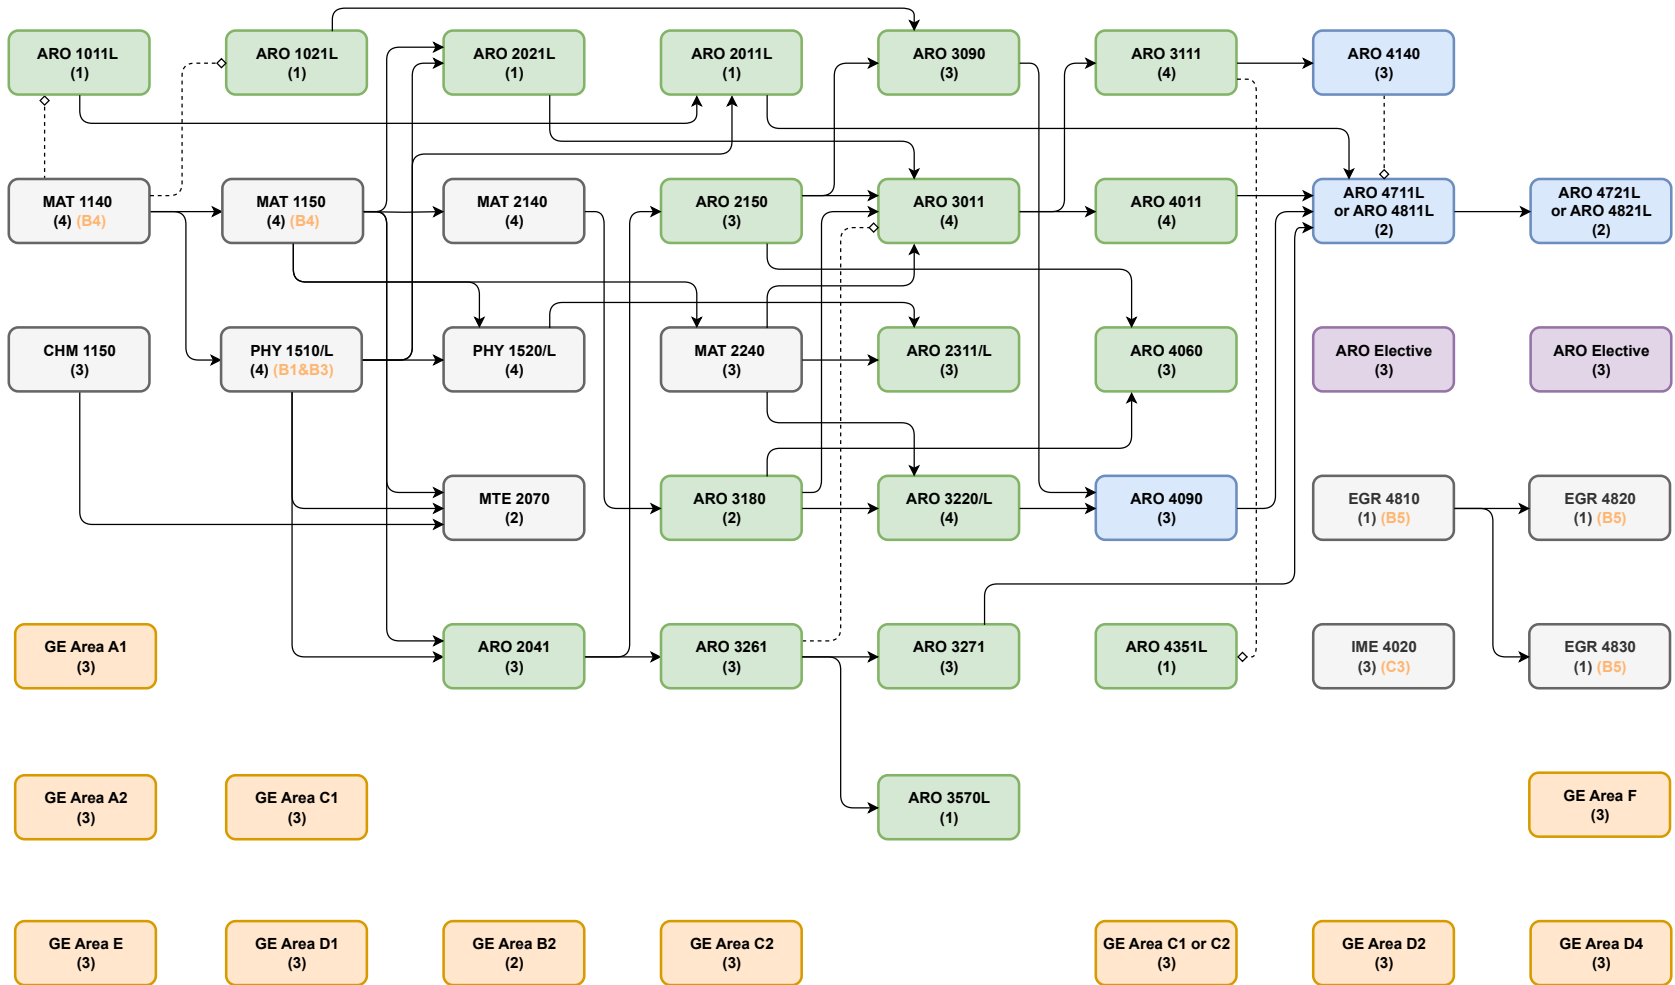 ARO 1011L
(1)
ARO 1021L
(1)
ARO 2021L
(1)
ARO 2011L
(1)
ARO 3090
(3)
ARO 3111
(4)
ARO 4140
(3)
MAT 1140
(4) (B4)
MAT 1150
(4) (B4)
MAT 2140
(4)
ARO 2150
(3)
ARO 3011
(4)
ARO 4011
(4)
ARO 4711L
or ARO 4811L
(2)
ARO 4721L
or ARO 4821L
(2)
CHM 1150
(3)
PHY 1510/L
(4) (B1&B3)
PHY 1520/L
(4)
MAT 2240
(3)
ARO 2311/L
(3)
ARO 4060
(3)
ARO Elective
(3)
ARO Elective
(3)
MTE 2070
(2)
ARO 3180
(2)
ARO 3220/L
(4)
ARO 4090
(3)
EGR 4810
(1) (B5)
EGR 4820
(1) (B5)
GE Area A1
(3)
ARO 2041
(3)
ARO 3261
(3)
ARO 3271
(3)
ARO 4351L
(1)
IME 4020
(3) (C3)
EGR 4830
(1) (B5)
GE Area A2
(3)
GE Area C1
(3)
ARO 3570L
(1)
GE Area F
(3)
GE Area E
(3)
GE Area D1
(3)
GE Area B2
(2)
GE Area C2
(3)
GE Area C1 or C2
(3)
GE Area D2
(3)
GE Area D4
(3)